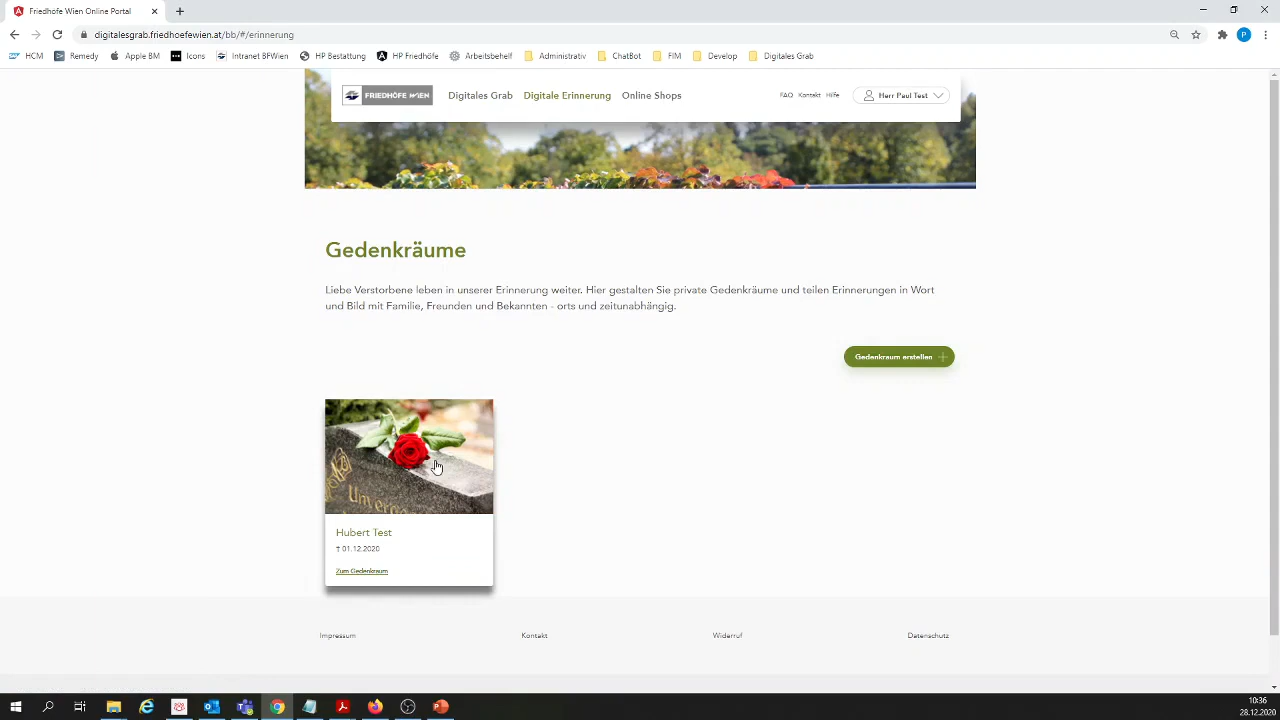 Friedhöfe Wien Onlineportal
digitalesgrab.friedhoefewien.at/bb/#/erinnerung
P
HCM
Remedy
Apple BM
Icons
Intranet BFWien
HP Bestattung
HP Friedhöfe
Arbeitsbehelf
Administrativ
ChatBot
FIM
Develop
Digitales Grab
FRIEDHÖFE WIEN
Digitales Grab
Digitale Erinnerung
Online Shops
FAQ
Kontakt
Hilfe
Herr Paul Test
Gedenkräume
Liebe Verstorbene leben in unserer Erinnerung weiter. Hier gestalten Sie private Gedenkräume und teilen Erinnerungen in Wort
und Bild mit Familie, Freunden und Bekannten - orts und zeitunabhängig.
Gedenkraum erstellen
Hubert Test
† 01.12.2020
Zum Gedenkraum
Impressum
Kontakt
Widerruf
Datenschutz
10:36
28.12.2020